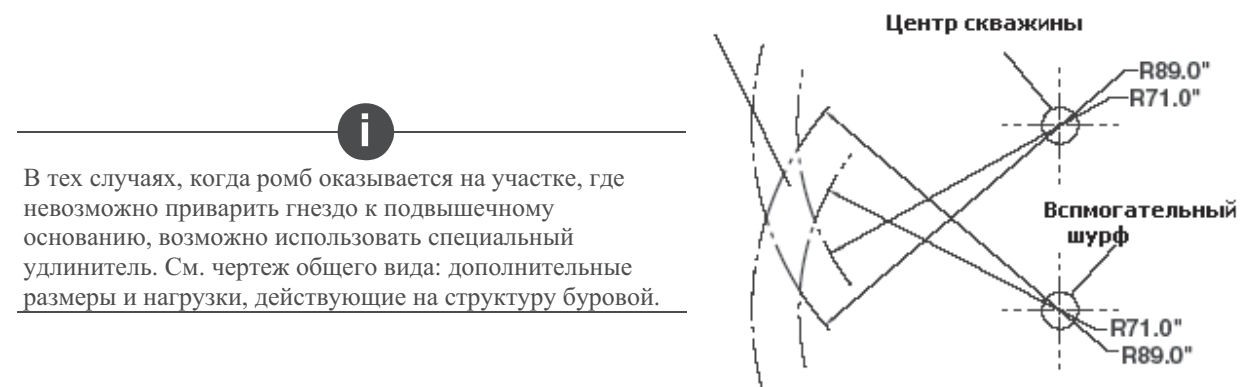 i
В тех случаях, когда ромб оказывается на участке, где
невозможно приварить гнездо к подвышечному
основанию, возможно использовать специальный
удлинитель. См. чертеж общего вида: дополнительные
размеры и нагрузки, действующие на структуру буровой.
Центр скважины
R89.0"
R71.0"
Вспмогательный
шурф
R71.0"
R89.0"